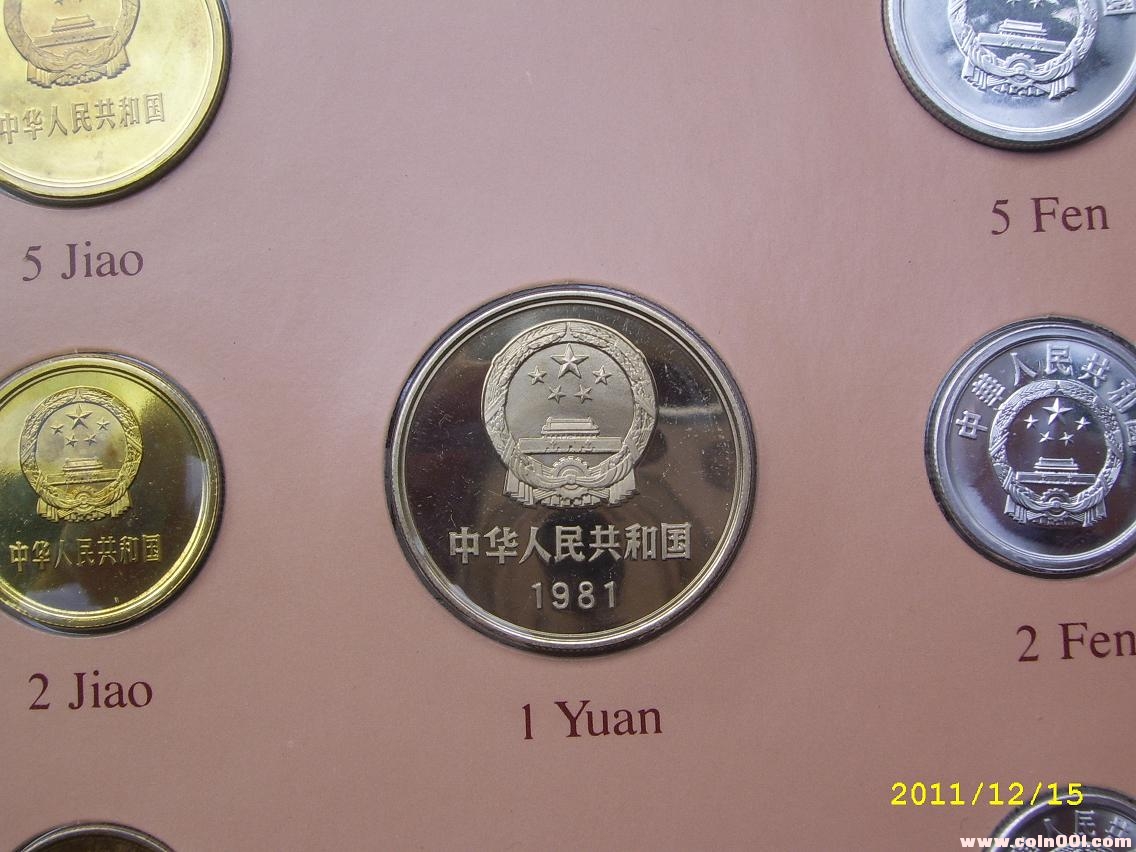 中华人民共和国
5 Jiao
5 Fen
中华人民共和国
2 Jiao
中华人民共和国
1981
1 Yuan
中華人民共和国
2 Fen
2011/12/15
www.coin001.com